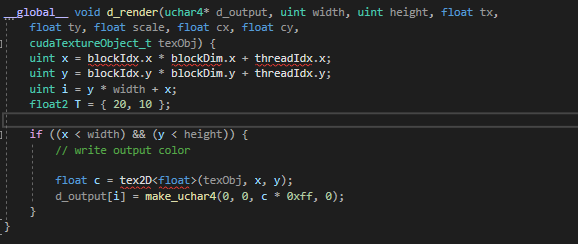 __global__ void d_render(uchar4* d_output, uint width, uint height, float tx,
float ty, float scale, float cx, float cy,
cudaTextureObject_t texObj) {
uint x = blockIdx.x * blockDim.x + threadIdx.x;
uint y = blockIdx.y * blockDim.y + threadIdx.y;
uint i = y * width + x;
float2 T = { 20, 10 };
if ((x < width) && (y < height)) {
// write output color
float c = tex2D<float>(texObj, x, y);
d_output[i] = make_uchar4(0, 0, c * 0xff, 0);
}
}